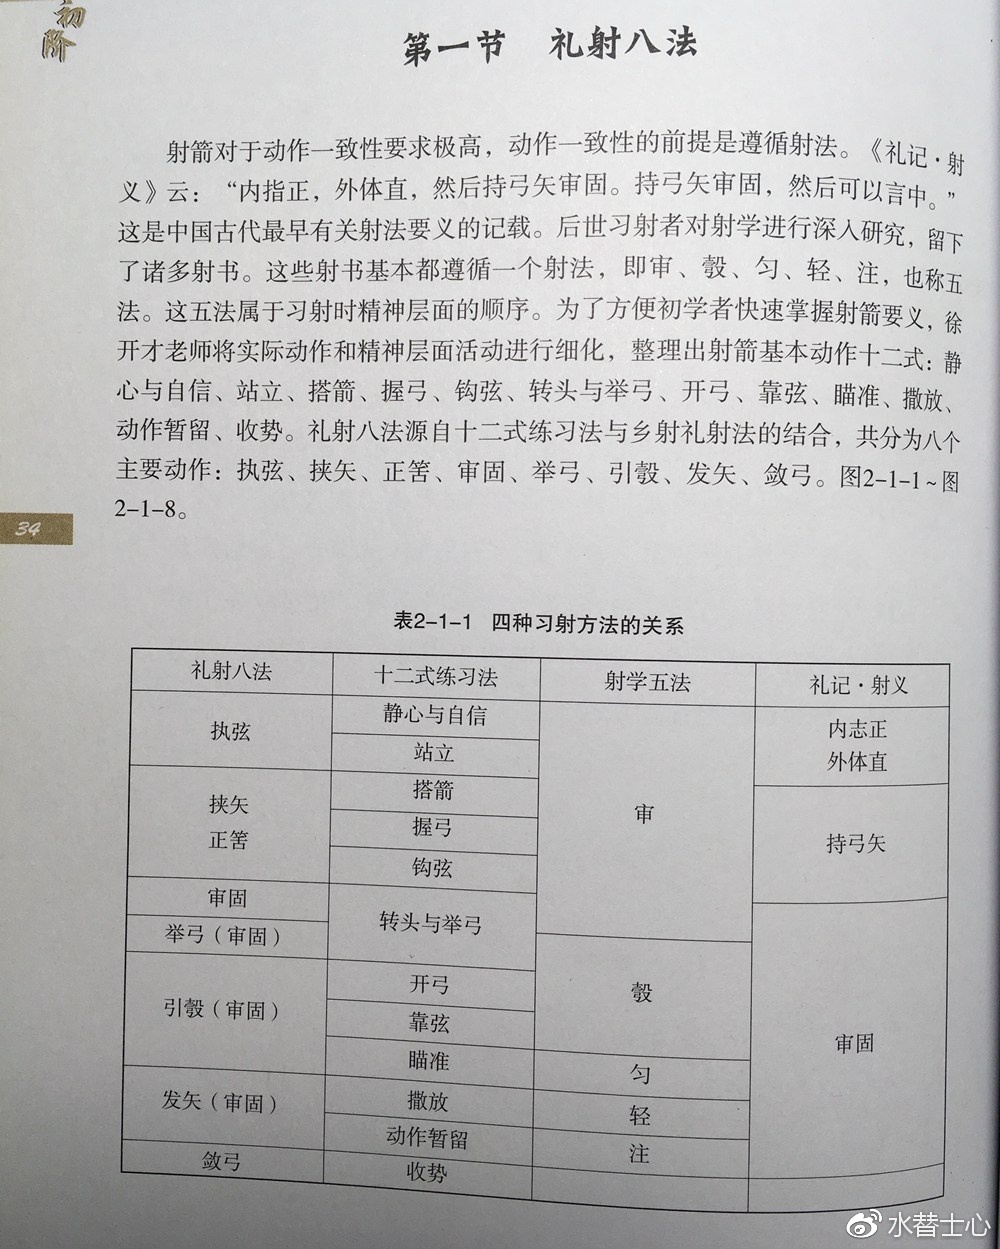 初
阶
第一节 礼射八法
射箭对于动作一致性要求极高，动作一致性的前提是遵循射法。《礼记·射
义》云：“内指正，外体直，然后持弓矢审固。持弓矢审固，然后可以言中。”
这是中国古代最早有关射法要义的记载。后世习射者对射学进行深入研究，留下
了诸多射书。这些射书基本都遵循一个射法，即审、彀、匀、轻、注，也称五
法。这五法属于习射时精神层面的顺序。为了方便初学者快速掌握射箭要义，徐
开才老师将实际动作和精神层面活动进行细化，整理出射箭基本动作十二式：静
心与自信、站立、搭箭、握弓、钩弦、转头与举弓、开弓、靠弦、瞄准、撒放、
动作暂留、收势。礼射八法源自十二式练习法与乡射礼射法的结合，共分为八个
主要动作：执弦、挟矢、正筈、审固、举弓、引彀、发矢、敛弓。图2-1-1~图
2-1-8。
34
表2-1-1 四种习射方法的关系
礼射八法 十二式练习法 射学五法 礼记·射义
执弦
挟矢
正筈
审固
举弓（审固）
引彀（审固）
发矢（审固）
敛弓
静心与自信
站立
搭箭
握弓
钩弦
转头与举弓
开弓
靠弦
瞄准
撒放
动作暂留
收势
审
彀
匀
轻
注
内志正
外体直
持弓矢
审固
水替士心